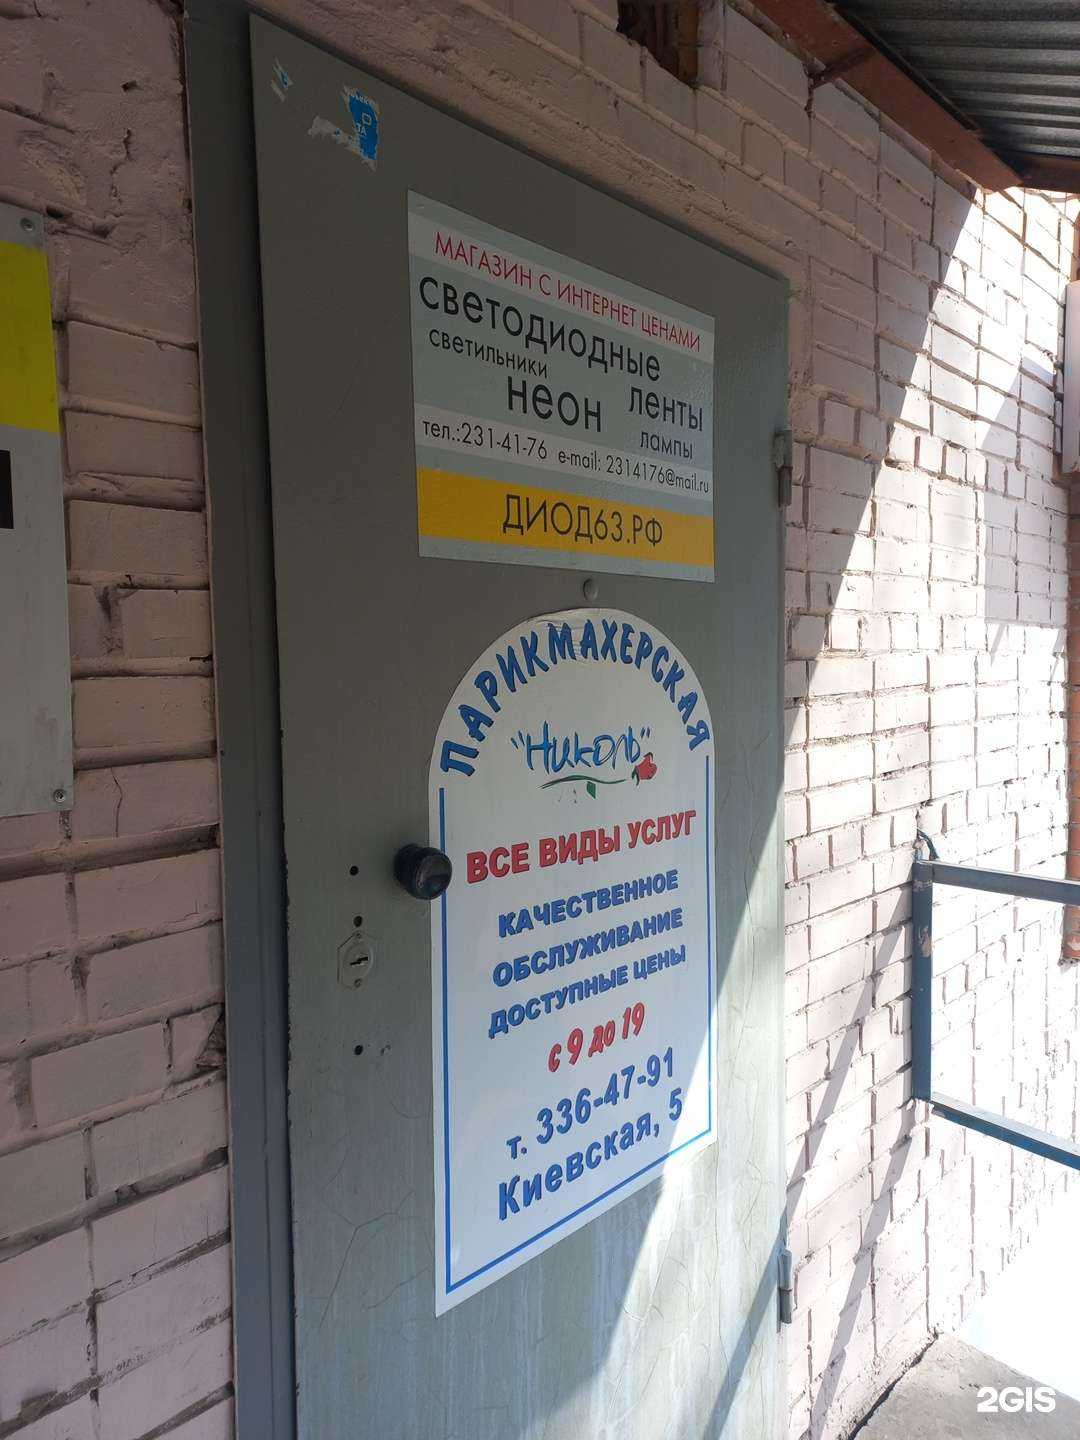 МАГАЗИН С ИНТЕРНЕТ ЦЕНАМИ
светодиодные
светильники
неон ленты
лампы
тел.:231-41-76 e-mail: 2314176@mail.ru
ДИОД63.РФ
ПАРИКМАХЕРСКАЯ
"Николь"
ВСЕ ВИДЫ УСЛУГ
КАЧЕСТВЕННОЕ
ОБСЛУЖИВАНИЕ
ДОСТУПНЫЕ ЦЕНЫ
с 9 до 19
т. 336-47-91
Киевская, 5
2GIS